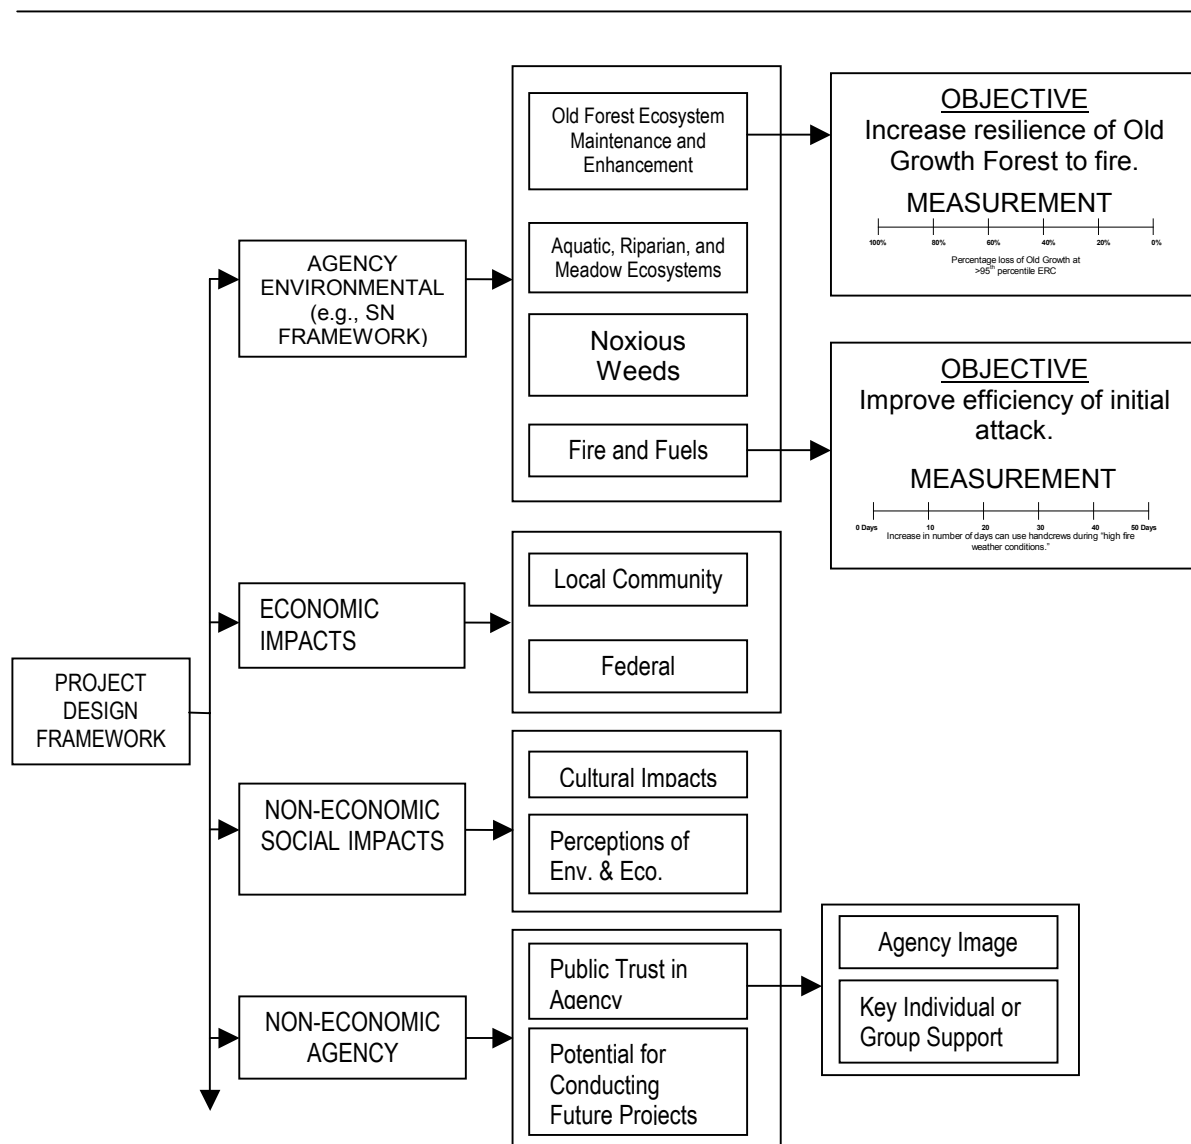 Old Forest Ecosystem
Maintenance and
Enhancement
OBJECTIVE
Increase resilience of Old
Growth Forest to fire.
MEASUREMENT
100% 80% 60% 40% 20% 0%
Percentage loss of Old Growth at
>95th percentile ERC
AGENCY
ENVIRONMENTAL
(e.g., SN
FRAMEWORK)
Aquatic, Riparian, and
Meadow Ecosystems
Noxious
Weeds
Fire and Fuels
OBJECTIVE
Improve efficiency of initial
attack.
MEASUREMENT
0 Days 10 20 30 40 50 Days
Increase in number of days can use handcrews during “high fire
weather conditions.”
ECONOMIC
IMPACTS
Local Community
Federal
PROJECT
DESIGN
FRAMEWORK
NON-ECONOMIC
SOCIAL IMPACTS
Cultural Impacts
Perceptions of
Env. & Eco.
NON-ECONOMIC
AGENCY
Public Trust in
Agency
Potential for
Conducting
Future Projects
Agency Image
Key Individual or
Group Support